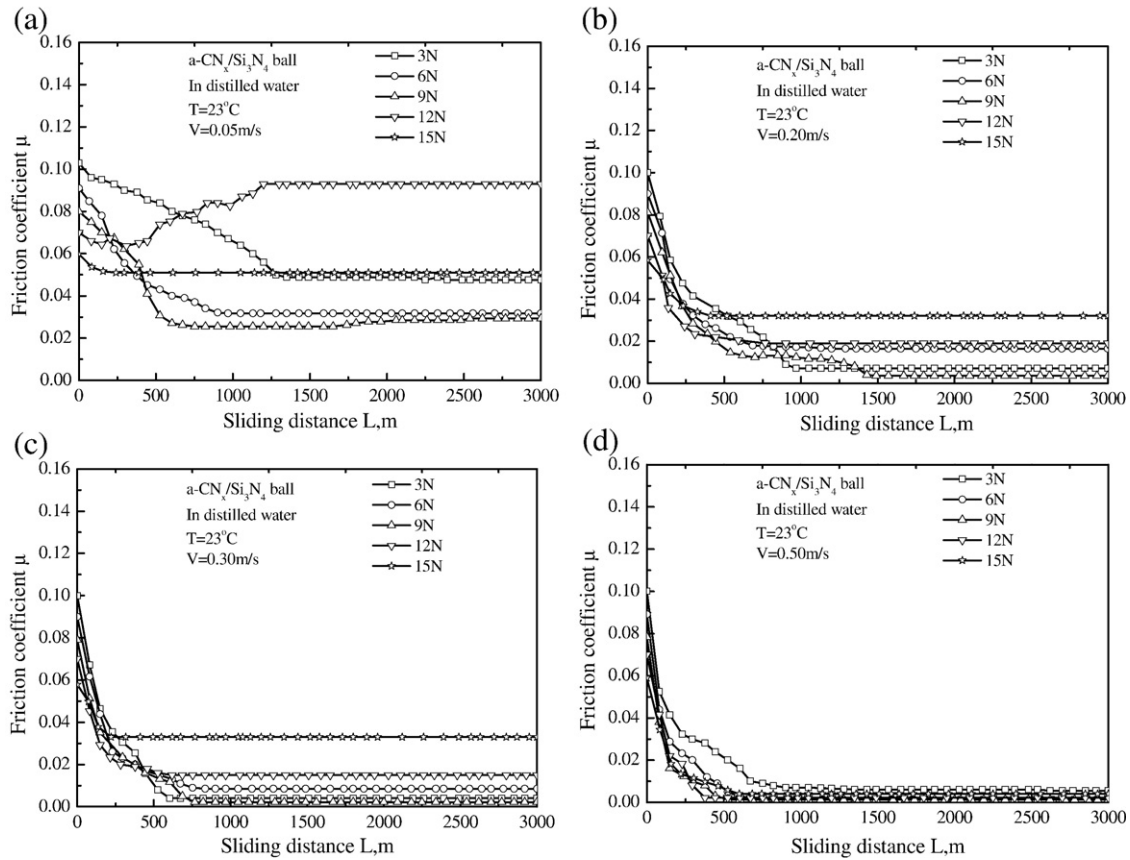 (a)
0.16
0.14
0.12
0.10
0.08
0.06
0.04
0.02
0.00
Friction coefficient μ
a-CNₓ/Si₃N₄ ball
In distilled water
T=23°C
V=0.05m/s
3N
6N
9N
12N
15N
0
500
1000
1500
2000
2500
3000
Sliding distance L,m
(b)
0.16
0.14
0.12
0.10
0.08
0.06
0.04
0.02
0.00
Friction coefficient μ
a-CNₓ/Si₃N₄ ball
In distilled water
T=23°C
V=0.20m/s
3N
6N
9N
12N
15N
0
500
1000
1500
2000
2500
3000
Sliding distance L,m
(c)
0.16
0.14
0.12
0.10
0.08
0.06
0.04
0.02
0.00
Friction coefficient μ
a-CNₓ/Si₃N₄ ball
In distilled water
T=23°C
V=0.30m/s
3N
6N
9N
12N
15N
0
500
1000
1500
2000
2500
3000
Sliding distance L,m
(d)
0.16
0.14
0.12
0.10
0.08
0.06
0.04
0.02
0.00
Friction coefficient μ
a-CNₓ/Si₃N₄ ball
In distilled water
T=23°C
V=0.50m/s
3N
6N
9N
12N
15N
0
500
1000
1500
2000
2500
3000
Sliding distance L,m